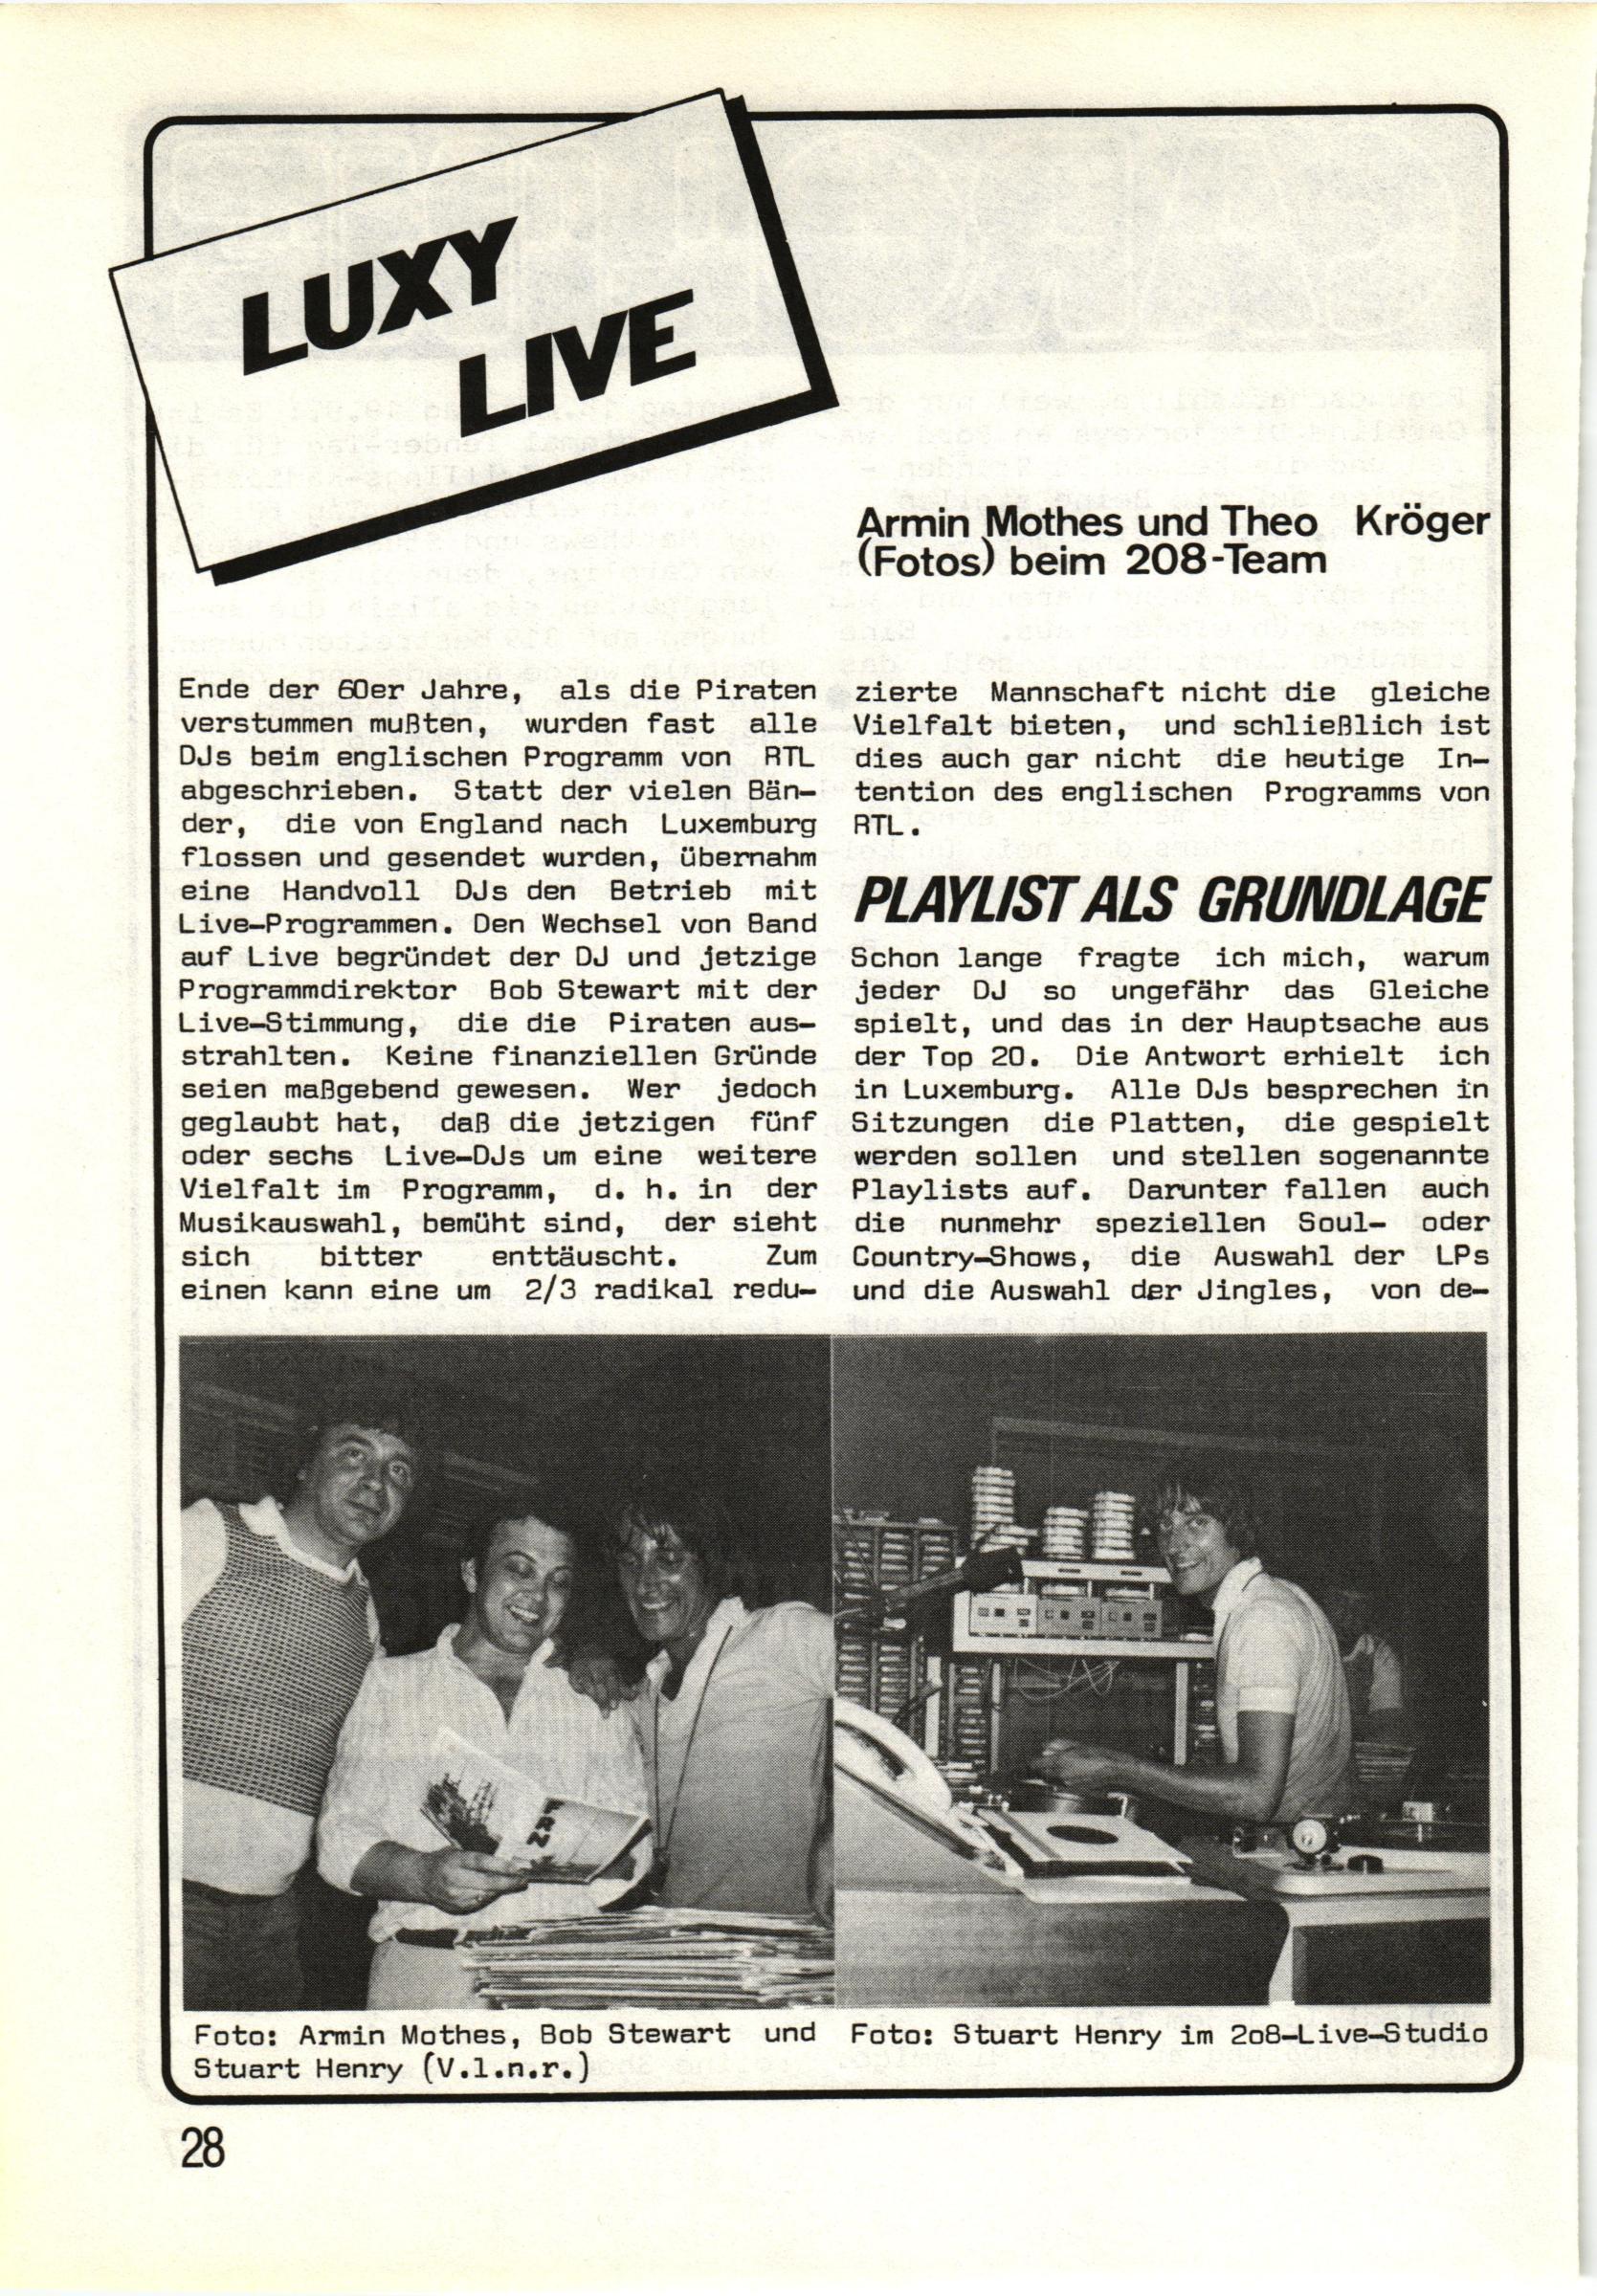 LUXY
LIVE
Armin Mothes und Theo Kröger
(Fotos) beim 208-Team
Ende der 60er Jahre, als die Piraten
verstummen mußten, wurden fast alle
DJs beim englischen Programm von RTL
abgeschrieben. Statt der vielen Bän-
der, die von England nach Luxemburg
flossen und gesendet wurden, übernahm
eine Handvoll DJs den Betrieb mit
Live-Programmen. Den Wechsel von Band
auf Live begründet der DJ und jetzige
Programmdirektor Bob Stewart mit der
Live-Stimmung, die die Piraten aus-
strahlten. Keine finanziellen Gründe
seien maßgebend gewesen. Wer jedoch
geglaubt hat, daß die jetzigen fünf
oder sechs Live-DJs um eine weitere
Vielfalt im Programm, d. h. in der
Musikauswahl, bemüht sind, der sieht
sich bitter enttäuscht. Zum
einen kann eine um 2/3 radikal redu-
zierte Mannschaft nicht die gleiche
Vielfalt bieten, und schließlich ist
dies auch gar nicht die heutige In-
tention des englischen Programms von
RTL.
PLAYLIST ALS GRUNDLAGE
Schon lange fragte ich mich, warum
jeder DJ so ungefähr das Gleiche
spielt, und das in der Hauptsache aus
der Top 20. Die Antwort erhielt ich
in Luxemburg. Alle DJs besprechen in
Sitzungen die Platten, die gespielt
werden sollen und stellen sogenannte
Playlists auf. Darunter fallen auch
die nunmehr speziellen Soul- oder
Country-Shows, die Auswahl der LPs
und die Auswahl der Jingles, von de-
Foto: Armin Mothes, Bob Stewart und
Stuart Henry (V.l.n.r.)
Foto: Stuart Henry im 2o8-Live-Studio
28